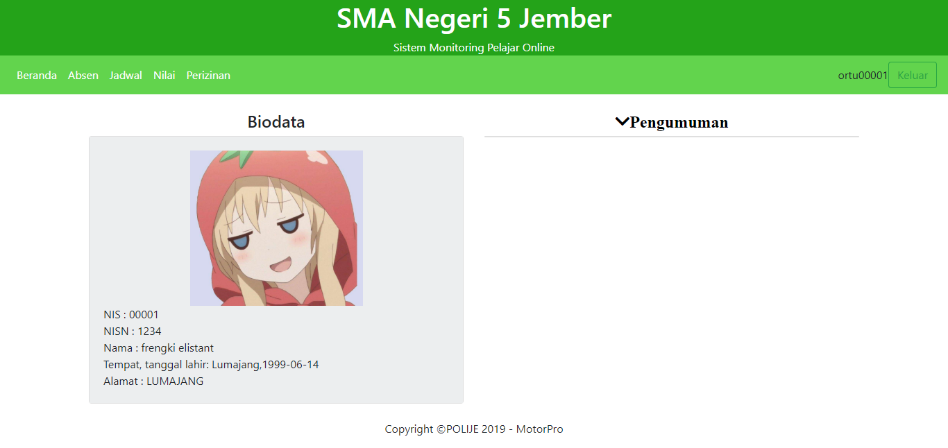 SMA Negeri 5 Jember
Sistem Monitoring Pelajar Online
Beranda Absen Jadwal Nilai Perizinan ortu00001 Keluar
Biodata
NIS : 00001
NISN : 1234
Nama : frengki elistant
Tempat, tanggal lahir: Lumajang,1999-06-14
Alamat : LUMAJANG
Pengumuman
Copyright ©POLIJE 2019 - MotorPro